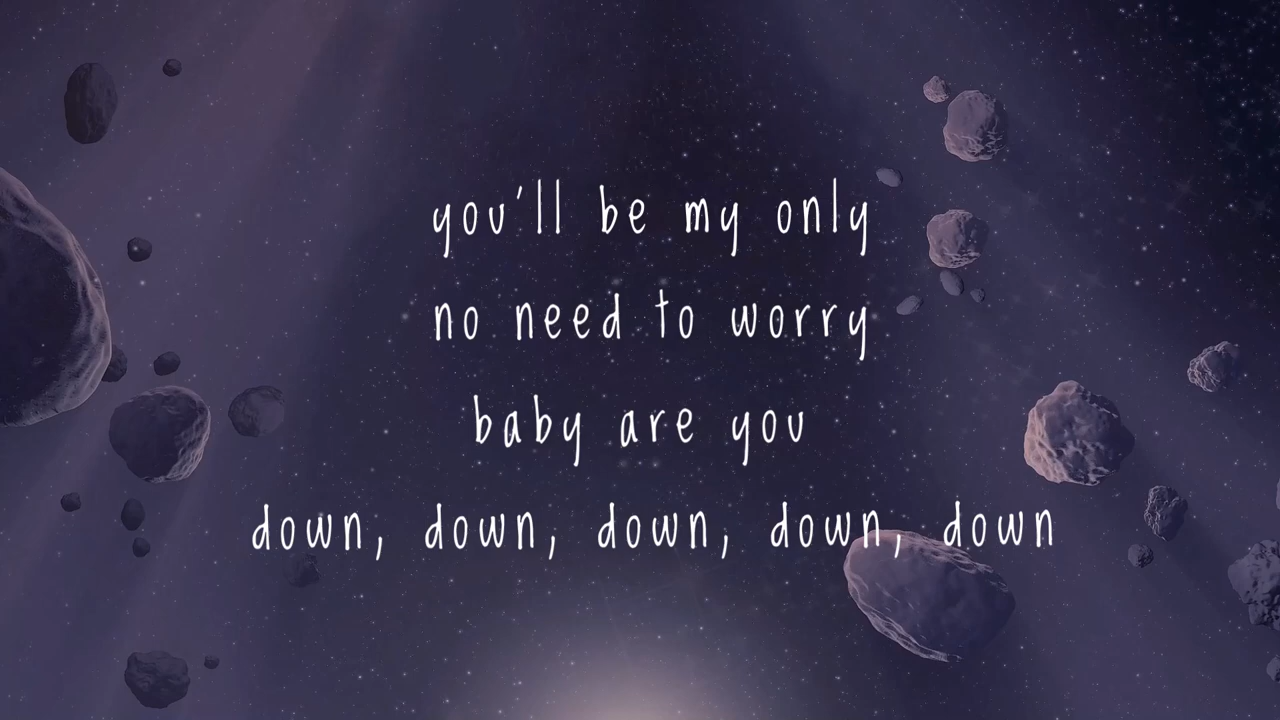 you'll be my only
no need to worry
baby are you
down, down, down, down, down